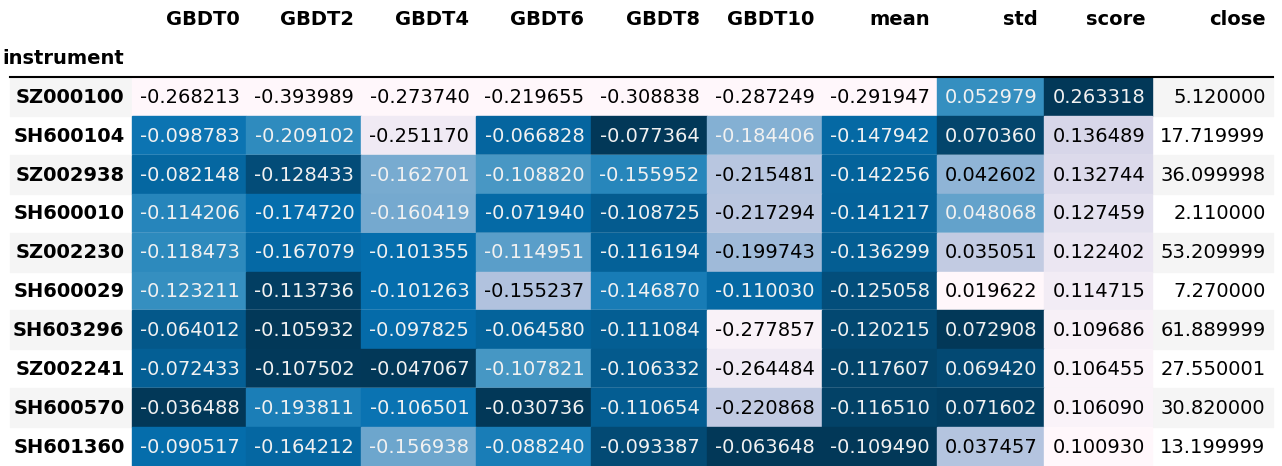 GBDT0 GBDT2 GBDT4 GBDT6 GBDT8 GBDT10 mean std score close
instrument
SZ000100 -0.268213 -0.393989 -0.273740 -0.219655 -0.308838 -0.287249 -0.291947 0.052979 0.263318 5.120000
SH600104 -0.098783 -0.209102 -0.251170 -0.066828 -0.077364 -0.184406 -0.147942 0.070360 0.136489 17.719999
SZ002938 -0.082148 -0.128433 -0.162701 -0.108820 -0.155952 -0.215481 -0.142256 0.042602 0.132744 36.099998
SH600010 -0.114206 -0.174720 -0.160419 -0.071940 -0.108725 -0.217294 -0.141217 0.048068 0.127459 2.110000
SZ002230 -0.118473 -0.167079 -0.101355 -0.114951 -0.116194 -0.199743 -0.136299 0.035051 0.122402 53.209999
SH600029 -0.123211 -0.113736 -0.101263 -0.155237 -0.146870 -0.110030 -0.125058 0.019622 0.114715 7.270000
SH603296 -0.064012 -0.105932 -0.097825 -0.064580 -0.111084 -0.277857 -0.120215 0.072908 0.109686 61.889999
SZ002241 -0.072433 -0.107502 -0.047067 -0.107821 -0.106332 -0.264484 -0.117607 0.069420 0.106455 27.550001
SH600570 -0.036488 -0.193811 -0.106501 -0.030736 -0.110654 -0.220868 -0.116510 0.071602 0.106090 30.820000
SH601360 -0.090517 -0.164212 -0.156938 -0.088240 -0.093387 -0.063648 -0.109490 0.037457 0.100930 13.199999